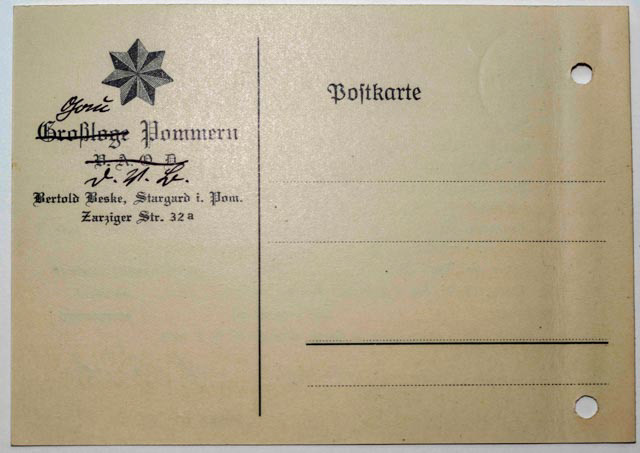 Gau
Großloge Pommern
V. A. O. D.
Bertold Beske, Stargard i. Pom.
Zarziger Str. 32a
Postkarte